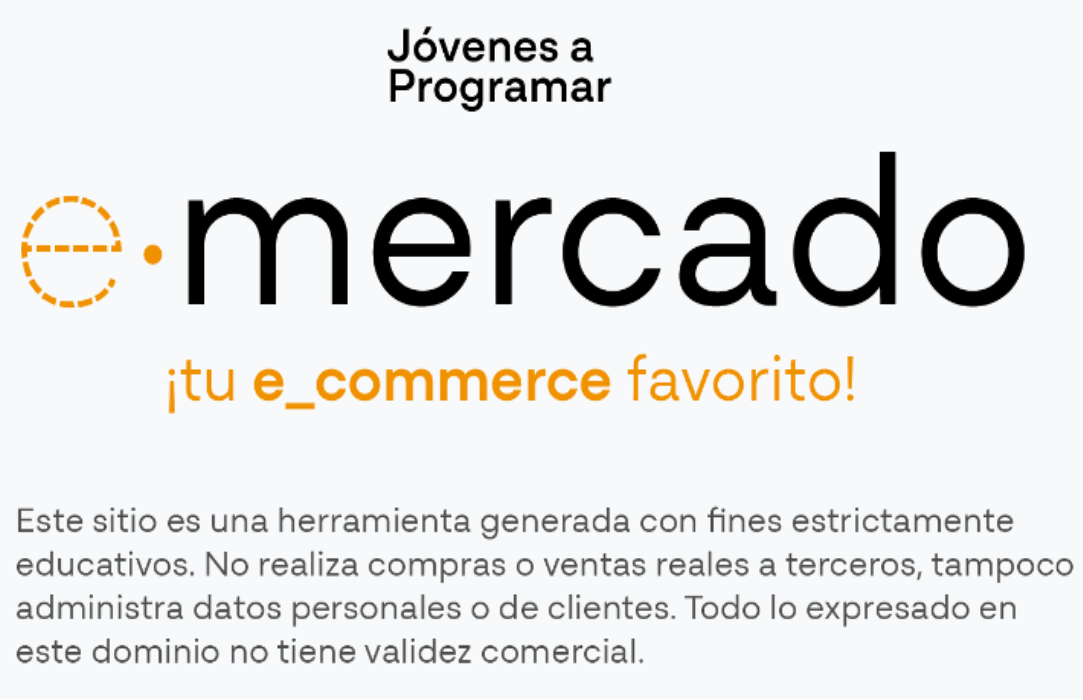 Jóvenes a
Programar
e·mercado
¡tu e_commerce favorito!
Este sitio es una herramienta generada con fines estrictamente
educativos. No realiza compras o ventas reales a terceros, tampoco
administra datos personales o de clientes. Todo lo expresado en
este dominio no tiene validez comercial.